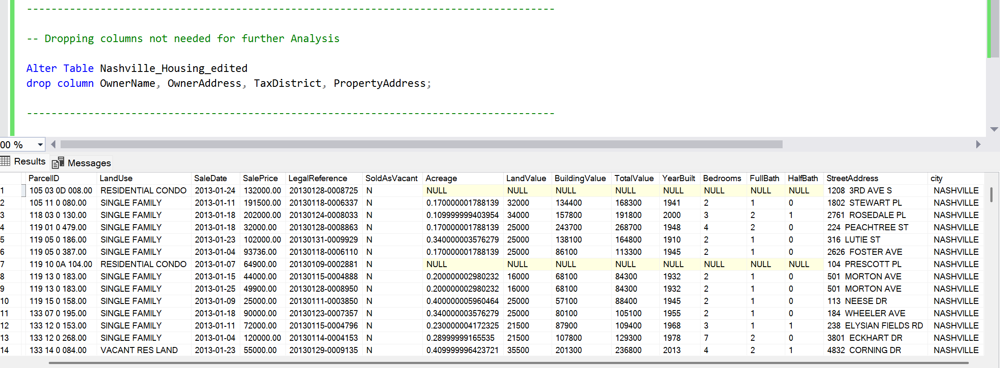 --------------------------------------------------------------------------------------
-- Dropping columns not needed for further Analysis
Alter Table Nashville_Housing_edited
drop column OwnerName, OwnerAddress, TaxDistrict, PropertyAddress;
--------------------------------------------------------------------------------------
00 %
Results Messages
ParcelID LandUse SaleDate SalePrice LegalReference SoldAsVacant Acreage LandValue BuildingValue TotalValue YearBuilt Bedrooms FullBath HalfBath StreetAddress city
1 105 03 0D 008.00 RESIDENTIAL CONDO 2013-01-24 132000.00 20130128-0008725 N NULL NULL NULL NULL NULL NULL NULL NULL 1208 3RD AVE S NASHVILLE
2 105 11 0 080.00 SINGLE FAMILY 2013-01-11 191500.00 20130118-0006337 N 0.170000001788139 32000 134400 168300 1941 2 1 0 1802 STEWART PL NASHVILLE
3 118 03 0 130.00 SINGLE FAMILY 2013-01-18 202000.00 20130124-0008033 N 0.109999999403954 34000 157800 191800 2000 3 2 1 2761 ROSEDALE PL NASHVILLE
4 119 01 0 479.00 SINGLE FAMILY 2013-01-18 32000.00 20130128-0008863 N 0.170000001788139 25000 243700 268700 1948 4 2 0 224 PEACHTREE ST NASHVILLE
5 119 05 0 186.00 SINGLE FAMILY 2013-01-23 102000.00 20130131-0009929 N 0.340000003576279 25000 138100 164800 1910 2 1 0 316 LUTIE ST NASHVILLE
6 119 05 0 387.00 SINGLE FAMILY 2013-01-04 93736.00 20130118-0006110 N 0.170000001788139 25000 86100 113300 1945 2 1 0 2626 FOSTER AVE NASHVILLE
7 119 10 0A 104.00 RESIDENTIAL CONDO 2013-01-07 64900.00 20130109-0002881 N NULL NULL NULL NULL NULL NULL NULL NULL 104 PRESCOTT PL NASHVILLE
8 119 13 0 183.00 SINGLE FAMILY 2013-01-15 44000.00 20130115-0004888 N 0.200000002980232 16000 68100 84300 1932 2 1 0 501 MORTON AVE NASHVILLE
9 119 13 0 183.00 SINGLE FAMILY 2013-01-25 49900.00 20130128-0008950 N 0.200000002980232 16000 68100 84300 1932 2 1 0 501 MORTON AVE NASHVILLE
10 119 15 0 158.00 SINGLE FAMILY 2013-01-09 25000.00 20130111-0003850 N 0.400000005960464 25000 57100 88400 1945 2 1 0 113 NEESE DR NASHVILLE
11 133 07 0 195.00 SINGLE FAMILY 2013-01-18 90000.00 20130123-0007357 N 0.340000003576279 25000 80100 105100 1955 2 1 0 184 WHEELER AVE NASHVILLE
12 133 12 0 153.00 SINGLE FAMILY 2013-01-11 72000.00 20130115-0004796 N 0.230000004172325 21500 87900 109400 1968 3 1 1 238 ELYSIAN FIELDS RD NASHVILLE
13 133 12 0 268.00 SINGLE FAMILY 2013-01-04 120000.00 20130114-0004153 N 0.28999999165535 21500 107800 129300 1978 7 2 0 3801 ECKHART DR NASHVILLE
14 133 14 0 084.00 VACANT RES LAND 2013-01-23 55000.00 20130129-0009135 N 0.409999996423721 35500 201300 236800 2013 4 2 1 4832 CORNING DR NASHVILLE